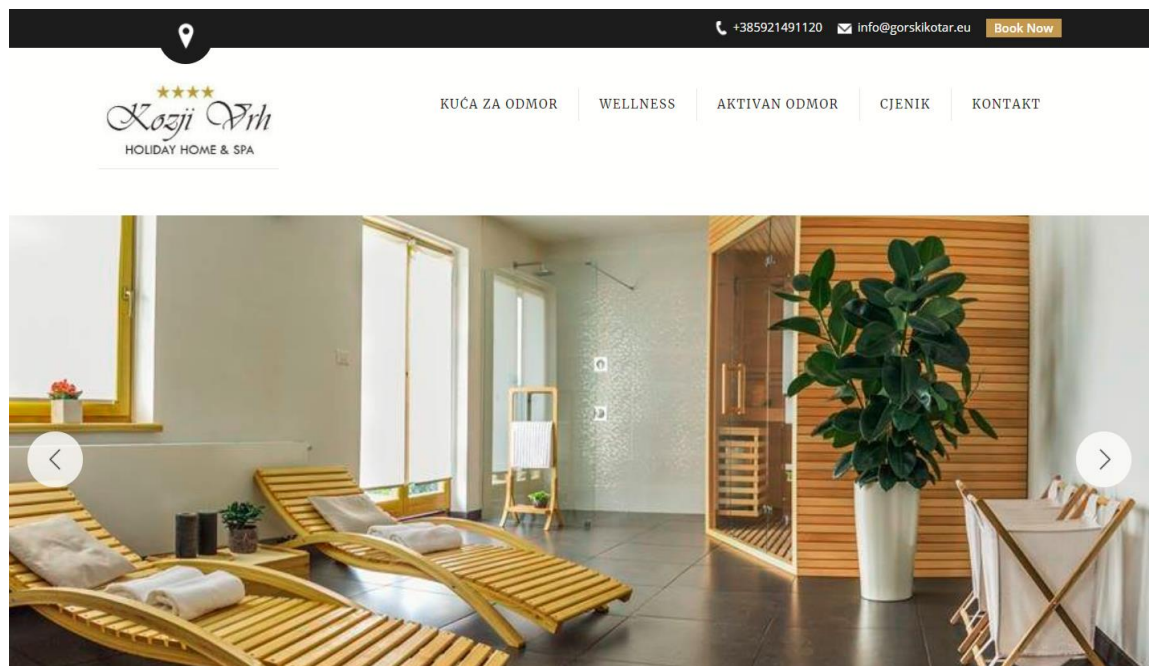 +385921491120 info@gorskikotar.eu Book Now
Kozji Vrh
HOLIDAY HOME & SPA
KUĆA ZA ODMOR WELLNESS AKTIVAN ODMOR CJENIK KONTAKT